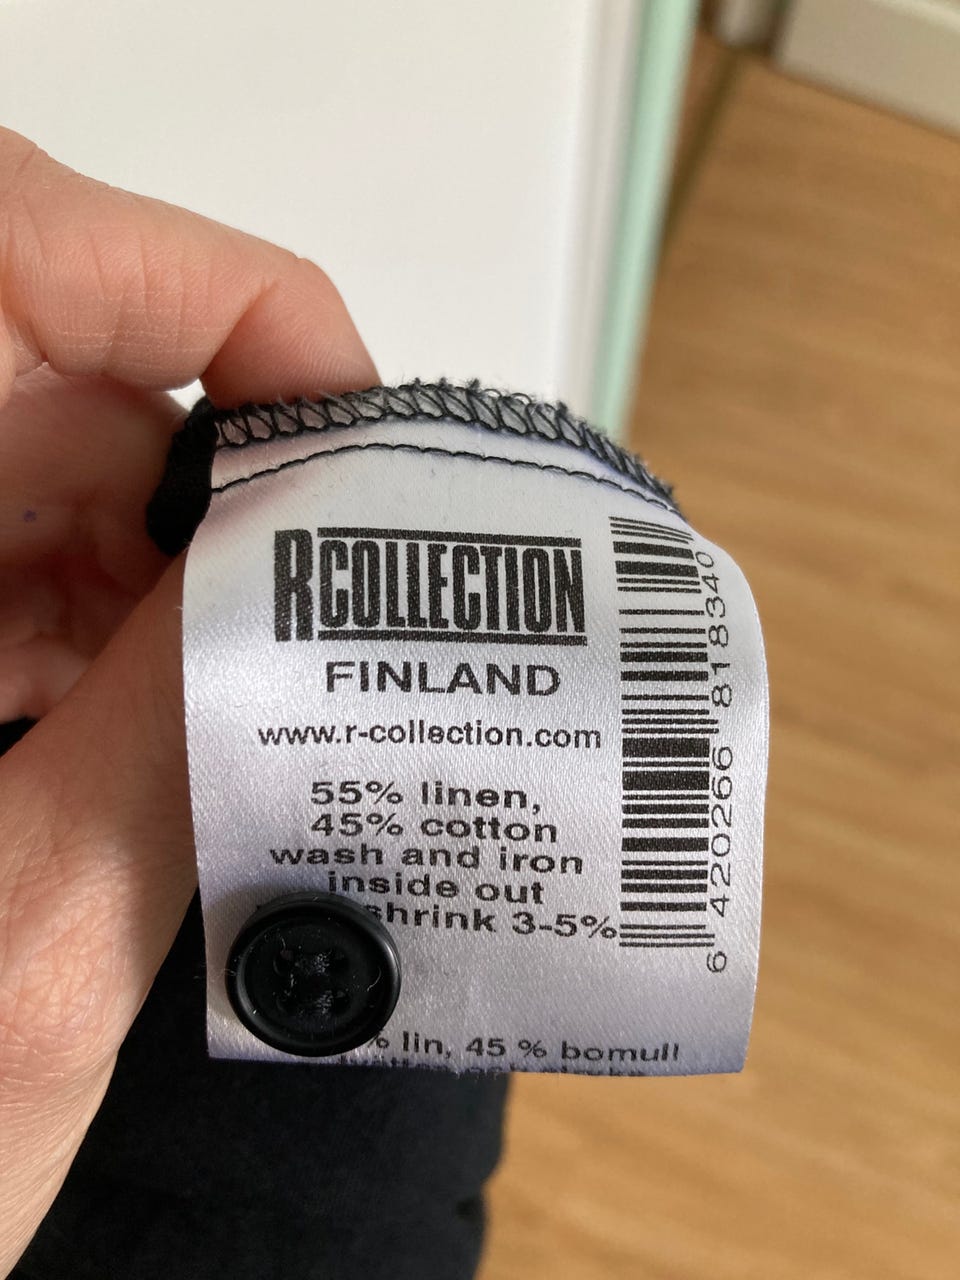 RCOLLECTION
FINLAND
www.r-collection.com
55% linen,
45% cotton
wash and iron
inside out
shrink 3-5%
% lin, 45 % bomull
6 420266 818340